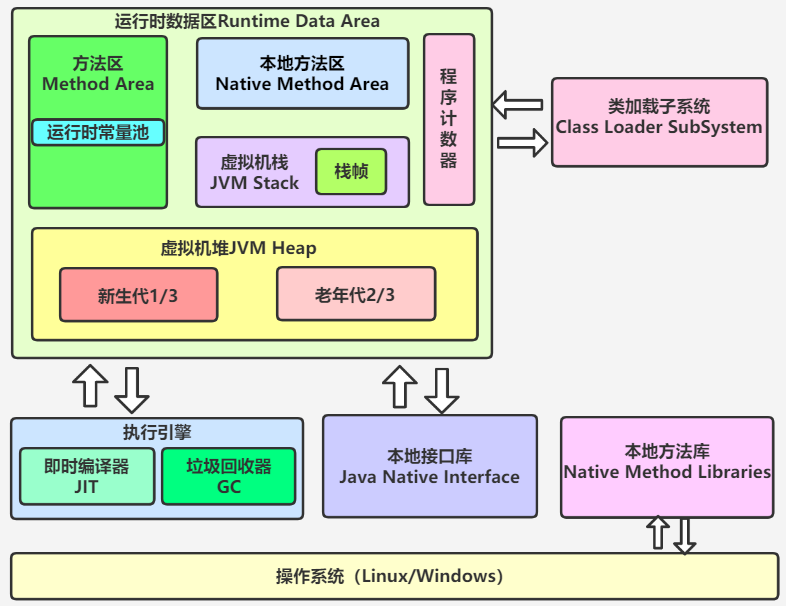 运行时数据区Runtime Data Area
方法区
Method Area
运行时常量池
本地方法区
Native Method Area
虚拟机栈
JVM Stack
栈帧
程
序
计
数
器
类加载子系统
Class Loader SubSystem
虚拟机堆JVM Heap
新生代1/3
老年代2/3
执行引擎
即时编译器
JIT
垃圾回收器
GC
本地接口库
Java Native Interface
本地方法库
Native Method Libraries
操作系统（Linux/Windows）